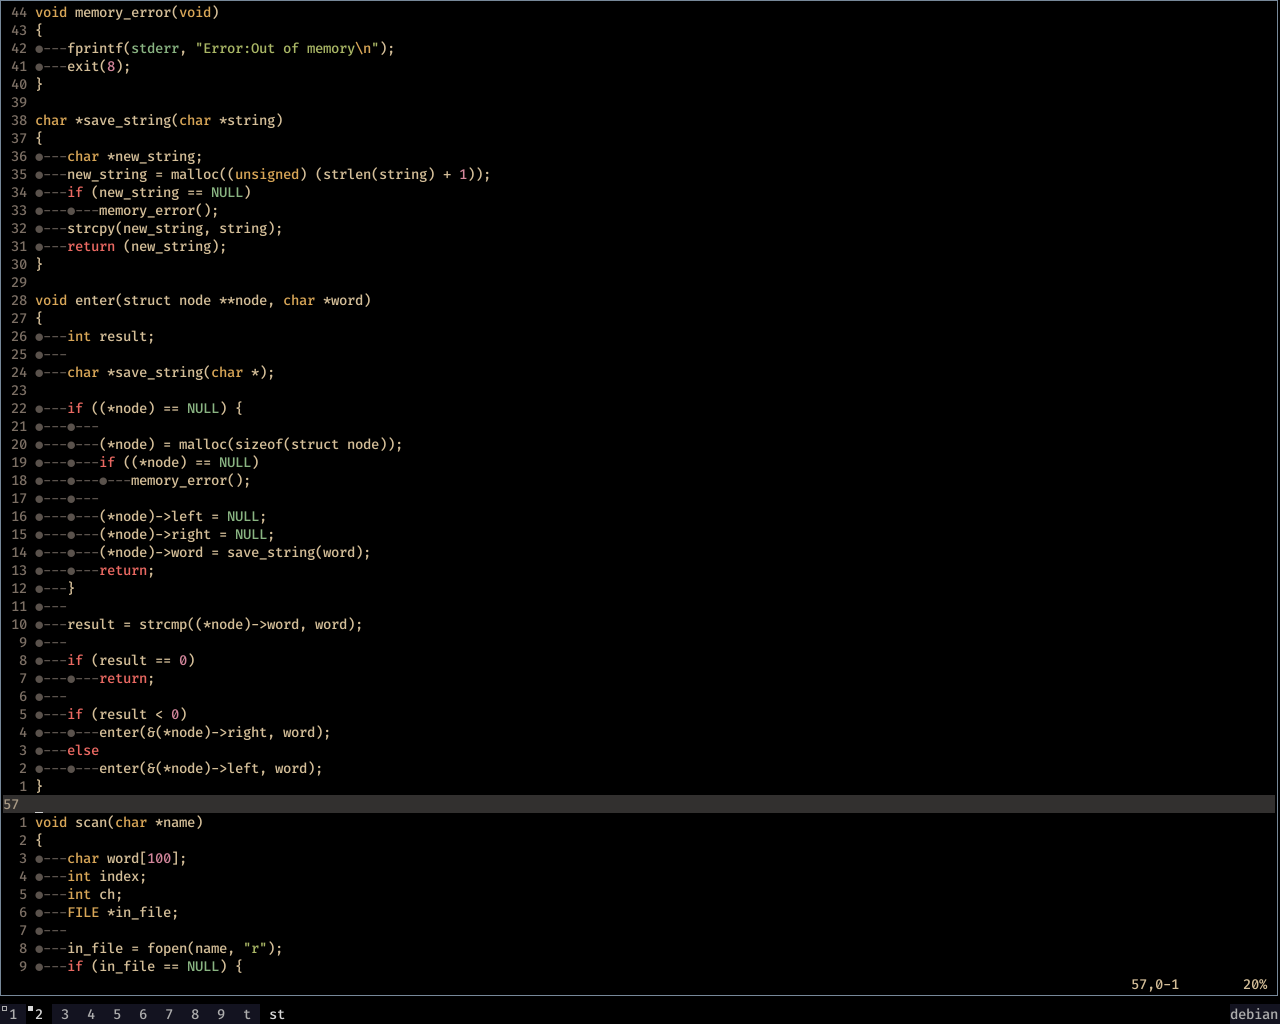 44 void memory_error(void)
43 {
42 ●---fprintf(stderr, "Error:Out of memory\n");
41 ●---exit(8);
40 }
39
38 char *save_string(char *string)
37 {
36 ●---char *new_string;
35 ●---new_string = malloc((unsigned) (strlen(string) + 1));
34 ●---if (new_string == NULL)
33 ●---●---memory_error();
32 ●---strcpy(new_string, string);
31 ●---return (new_string);
30 }
29
28 void enter(struct node **node, char *word)
27 {
26 ●---int result;
25 ●---
24 ●---char *save_string(char *);
23
22 ●---if ((*node) == NULL) {
21 ●---●---
20 ●---●---(*node) = malloc(sizeof(struct node));
19 ●---●---if ((*node) == NULL)
18 ●---●---●---memory_error();
17 ●---●---
16 ●---●---(*node)->left = NULL;
15 ●---●---(*node)->right = NULL;
14 ●---●---(*node)->word = save_string(word);
13 ●---●---return;
12 ●---}
11 ●---
10 ●---result = strcmp((*node)->word, word);
9 ●---
8 ●---if (result == 0)
7 ●---●---return;
6 ●---
5 ●---if (result < 0)
4 ●---●---enter(&(*node)->right, word);
3 ●---else
2 ●---●---enter(&(*node)->left, word);
1 }
57
1 void scan(char *name)
2 {
3 ●---char word[100];
4 ●---int index;
5 ●---int ch;
6 ●---FILE *in_file;
7 ●---
8 ●---in_file = fopen(name, "r");
9 ●---if (in_file == NULL) {
57,0-1 20%
1 2 3 4 5 6 7 8 9 t st debian